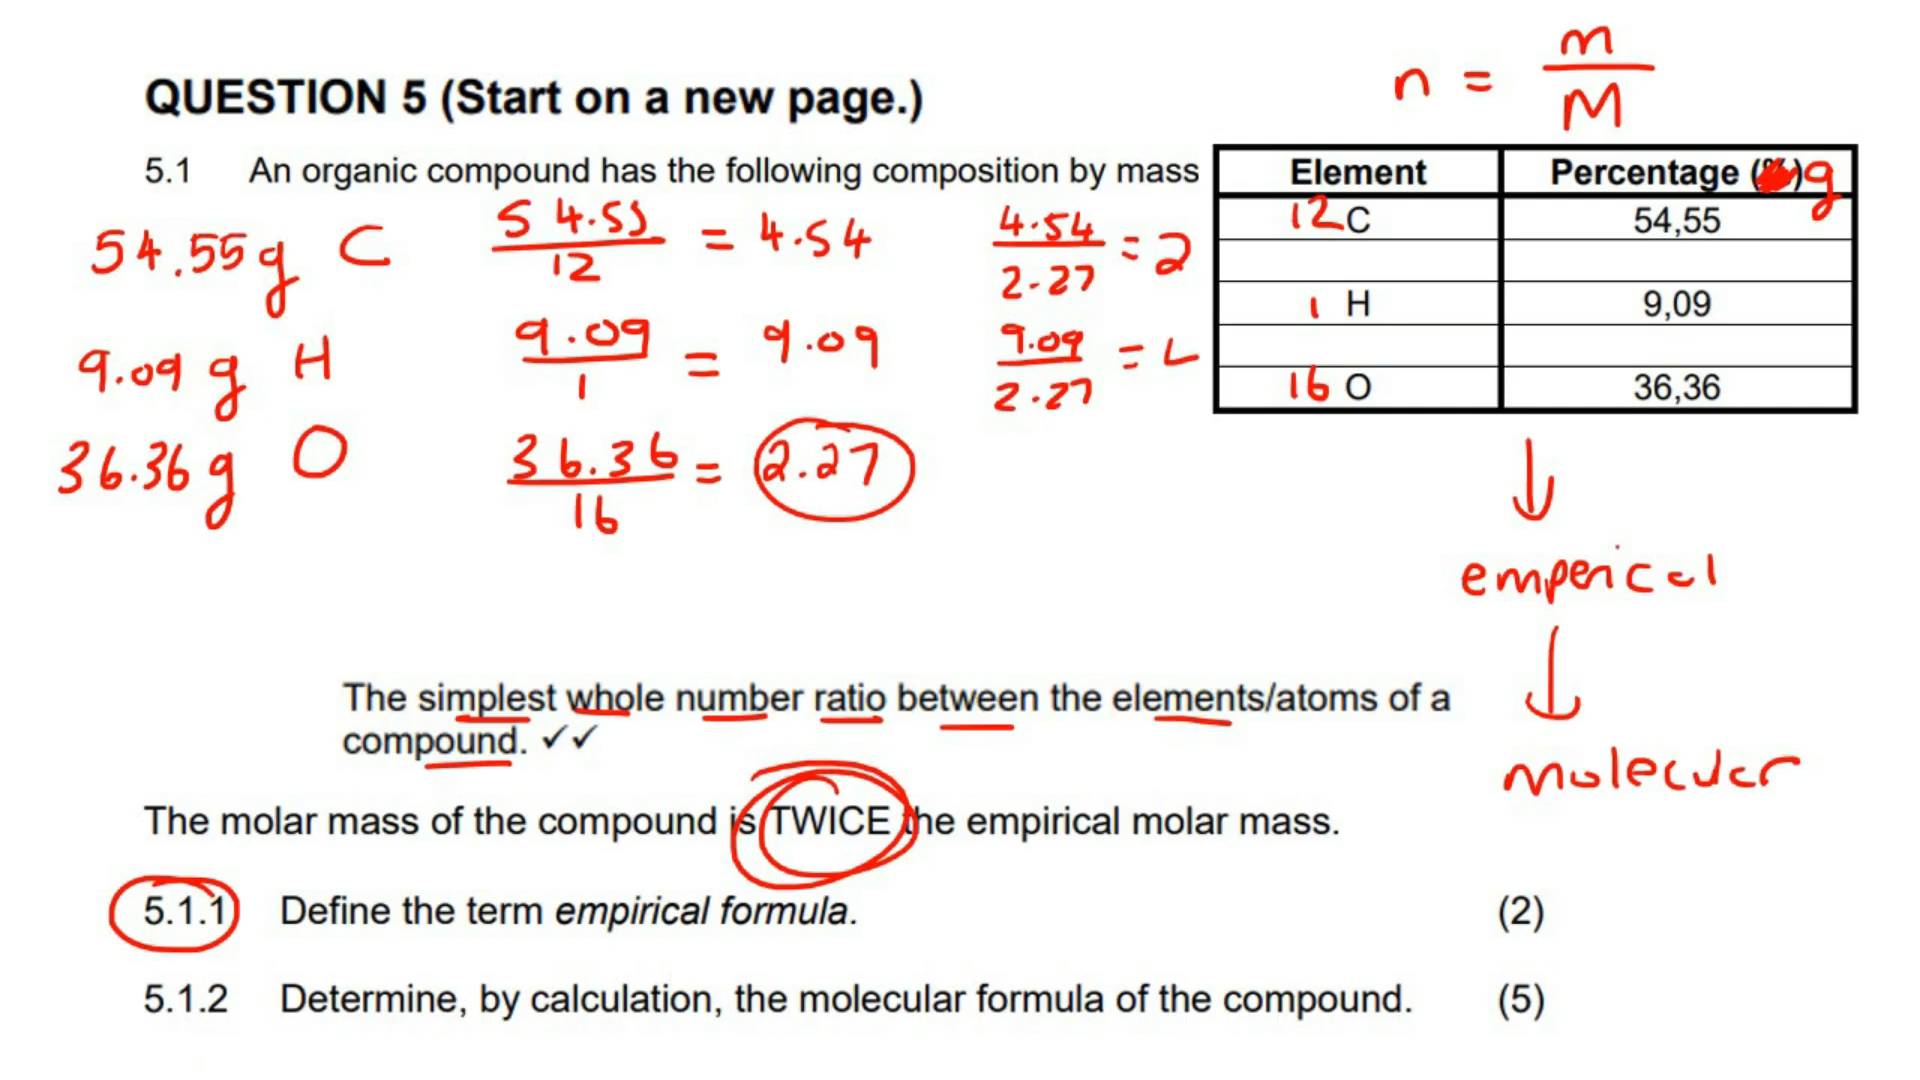 n = m/M
QUESTION 5 (Start on a new page.)
5.1 An organic compound has the following composition by mass
Element Percentage ( ) g
12 C 54,55
1 H 9,09
16 O 36,36
54.55g C 54.55/12 = 4.54 4.54/2.27 = 2
9.09 g H 9.09/1 = 9.09 9.09/2.27 = 4
36.36 g O 36.36/16 = 2.27
emperical
molecular
The simplest whole number ratio between the elements/atoms of a
compound. ✓✓
The molar mass of the compound is TWICE the empirical molar mass.
5.1.1 Define the term empirical formula. (2)
5.1.2 Determine, by calculation, the molecular formula of the compound. (5)